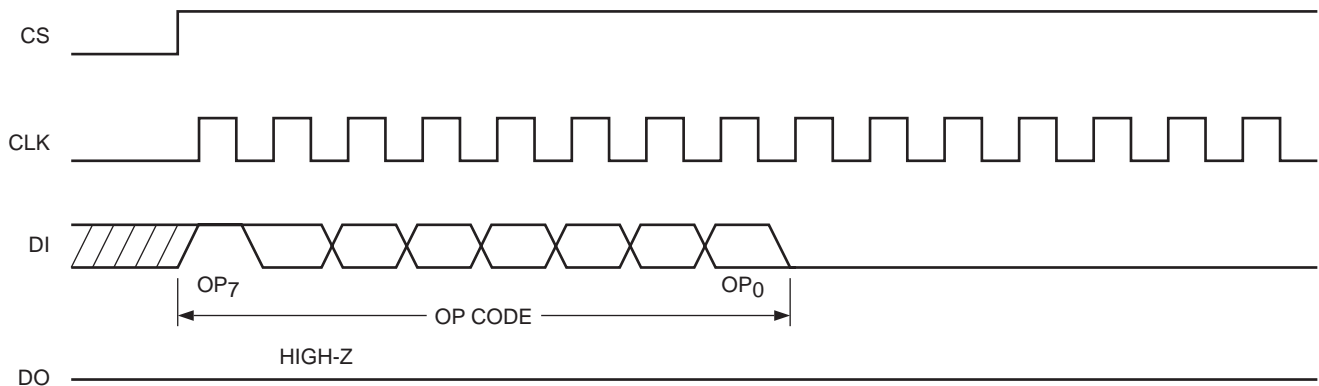 CS
CLK
DI
OP7
OP0
OP CODE
HIGH-Z
DO